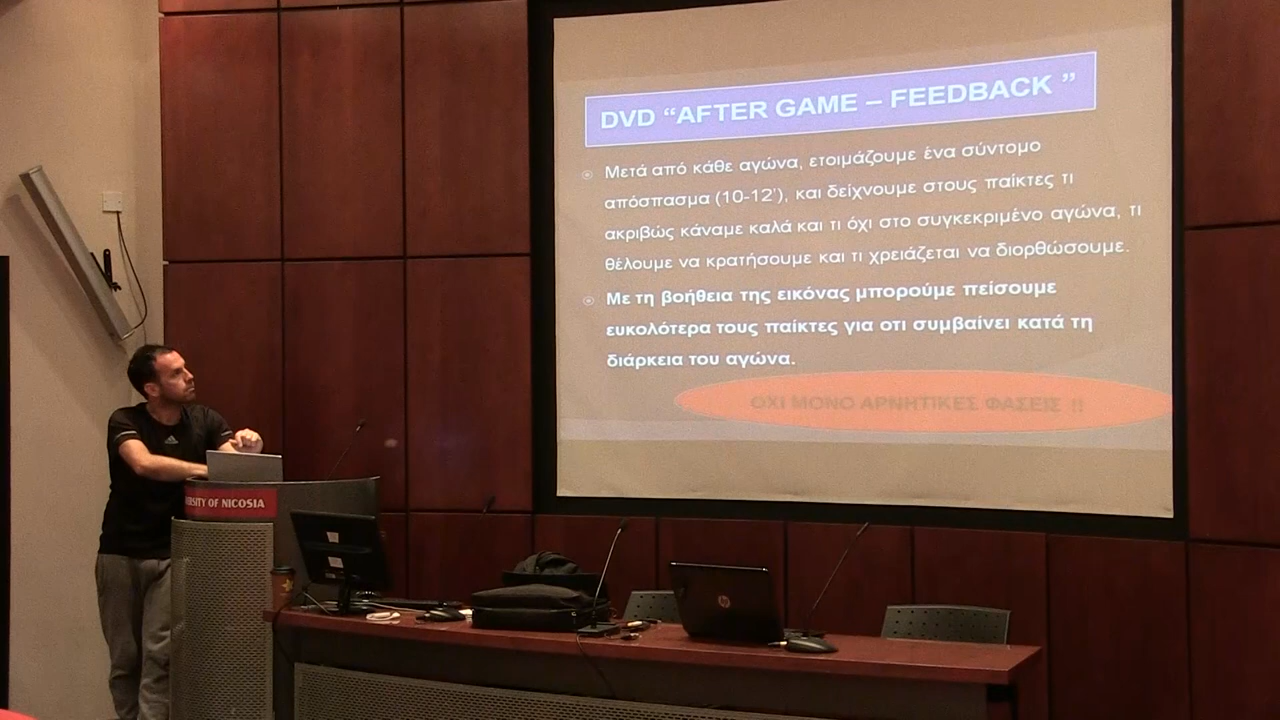 DVD “AFTER GAME – FEEDBACK ”
Μετά από κάθε αγώνα, ετοιμάζουμε ένα σύντομο
απόσπασμα (10-12’), και δείχνουμε στους παίκτες τι
ακριβώς κάναμε καλά και τι όχι στο συγκεκριμένο αγώνα, τι
θέλουμε να κρατήσουμε και τι χρειάζεται να διορθώσουμε.
Με τη βοήθεια της εικόνας μπορούμε πείσουμε
ευκολότερα τους παίκτες για οτι συμβαίνει κατά τη
διάρκεια του αγώνα.
ΟΧΙ ΜΟΝΟ ΑΡΝΗΤΙΚΕΣ ΦΑΣΕΙΣ !!
OF NICOSIA
adidas
hp